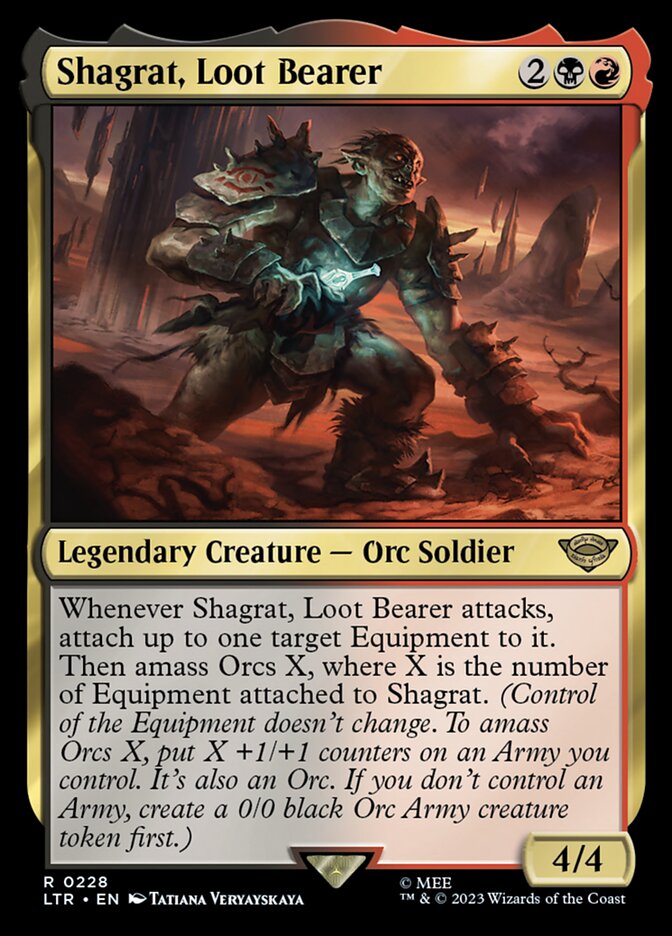 Shagrat, Loot Bearer 2
Legendary Creature — Orc Soldier
Whenever Shagrat, Loot Bearer attacks,
attach up to one target Equipment to it.
Then amass Orcs X, where X is the number
of Equipment attached to Shagrat. (Control
of the Equipment doesn't change. To amass
Orcs X, put X +1/+1 counters on an Army you
control. It's also an Orc. If you don't control an
Army, create a 0/0 black Orc Army creature
token first.)
4/4
R 0228
LTR • EN Tatiana Veryayskaya
© MEE
™ & © 2023 Wizards of the Coast